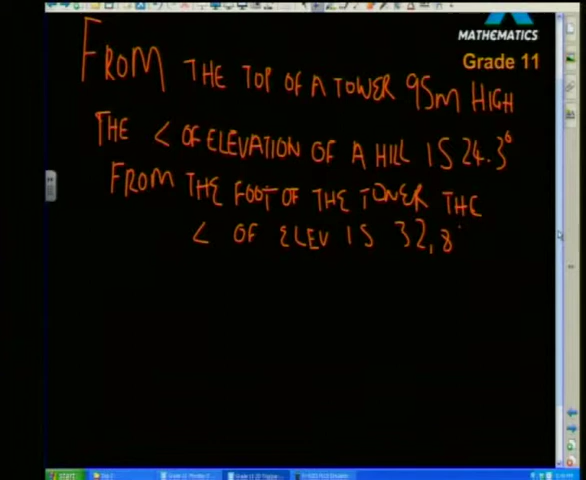 MATHEMATICS
Grade 11
FROM THE TOP OF A TOWER 95m HIGH
THE < OF ELEVATION OF A HILL IS 24.3°
FROM THE FOOT OF THE TOWER THE
< OF ELEV IS 32,8°
start